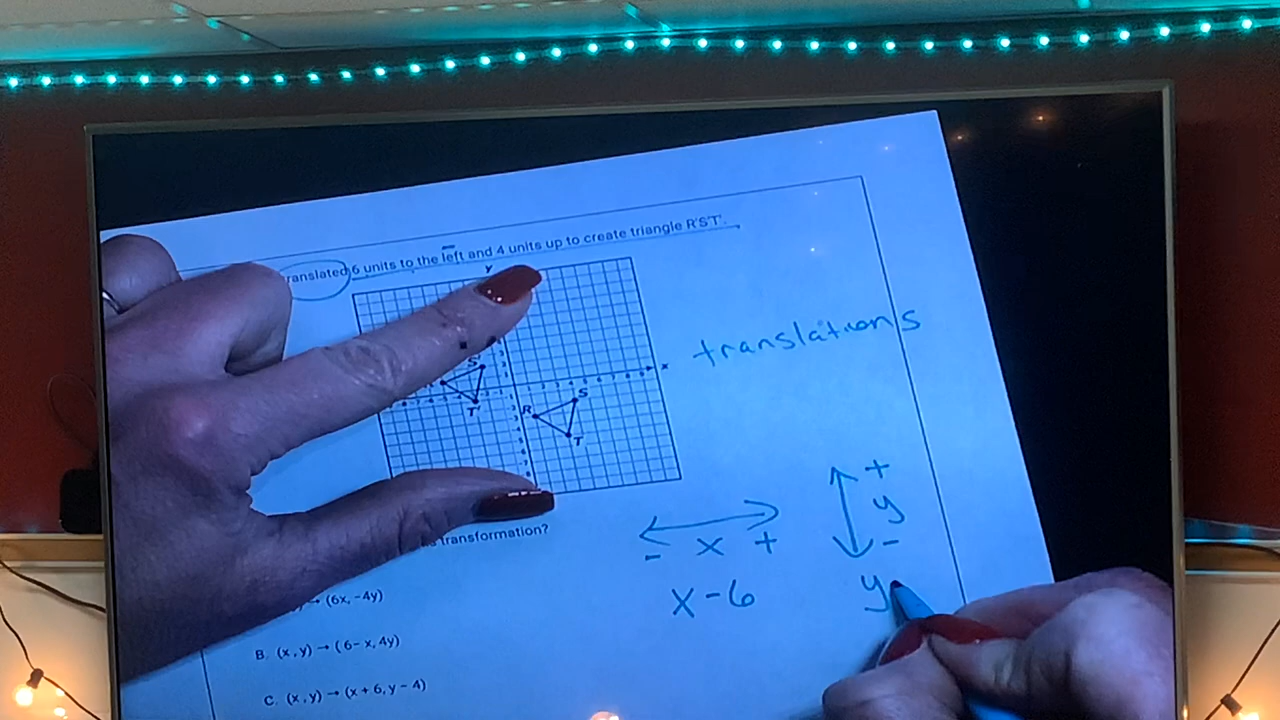 ranslated 6 units to the left and 4 units up to create triangle R'S'T'.
y
x
translations
S'
T'
R
S
T
+
y
-
- x +
x-6
y
transformation?
(6x, -4y)
B. (x, y) → (6 - x, 4y)
C. (x, y) → (x + 6, y - 4)